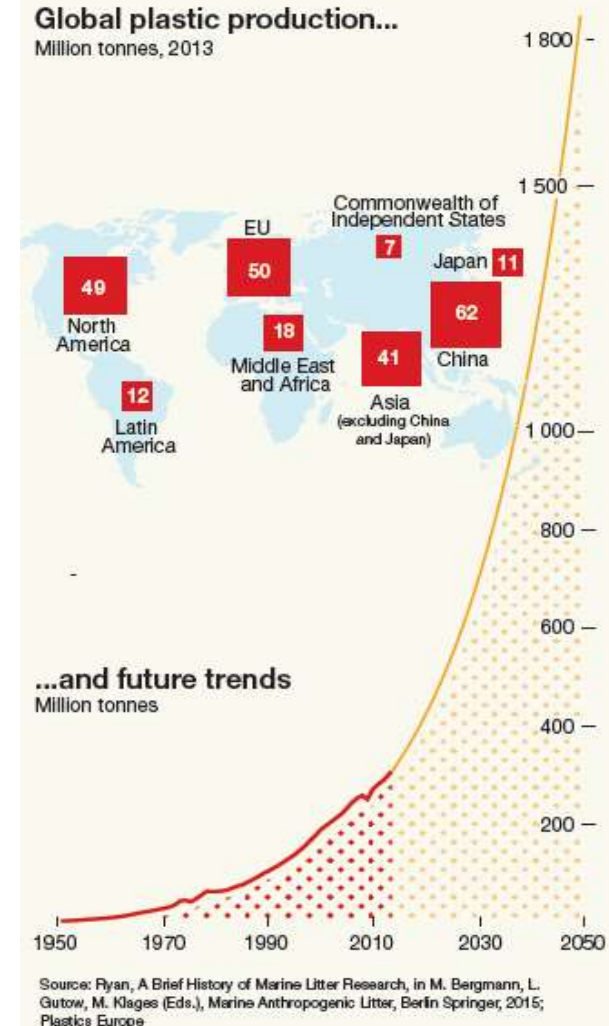 Global plastic production...
Million tonnes, 2013
1 800
1 500
Commonwealth of
Independent States
7
EU
50
Japan 11
49
North
America
62
China
18
Middle East
and Africa
41
Asia
(excluding China
and Japan)
12
Latin
America
1 000
800
600
...and future trends
Million tonnes
400
200
1950 1970 1990 2010 2030 2050
Source: Ryan, A Brief History of Marine Litter Research, in M. Bergmann, L.
Gutow, M. Klages (Eds.), Marine Anthropogenic Litter, Berlin Springer, 2015;
Plastics Europe